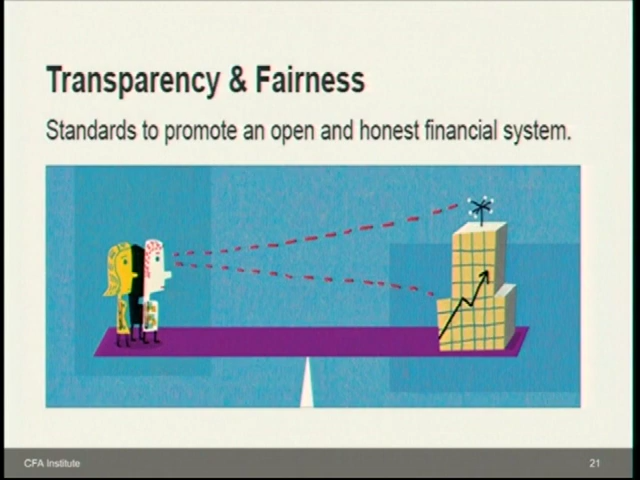 Transparency & Fairness
Standards to promote an open and honest financial system.
CFA Institute
21